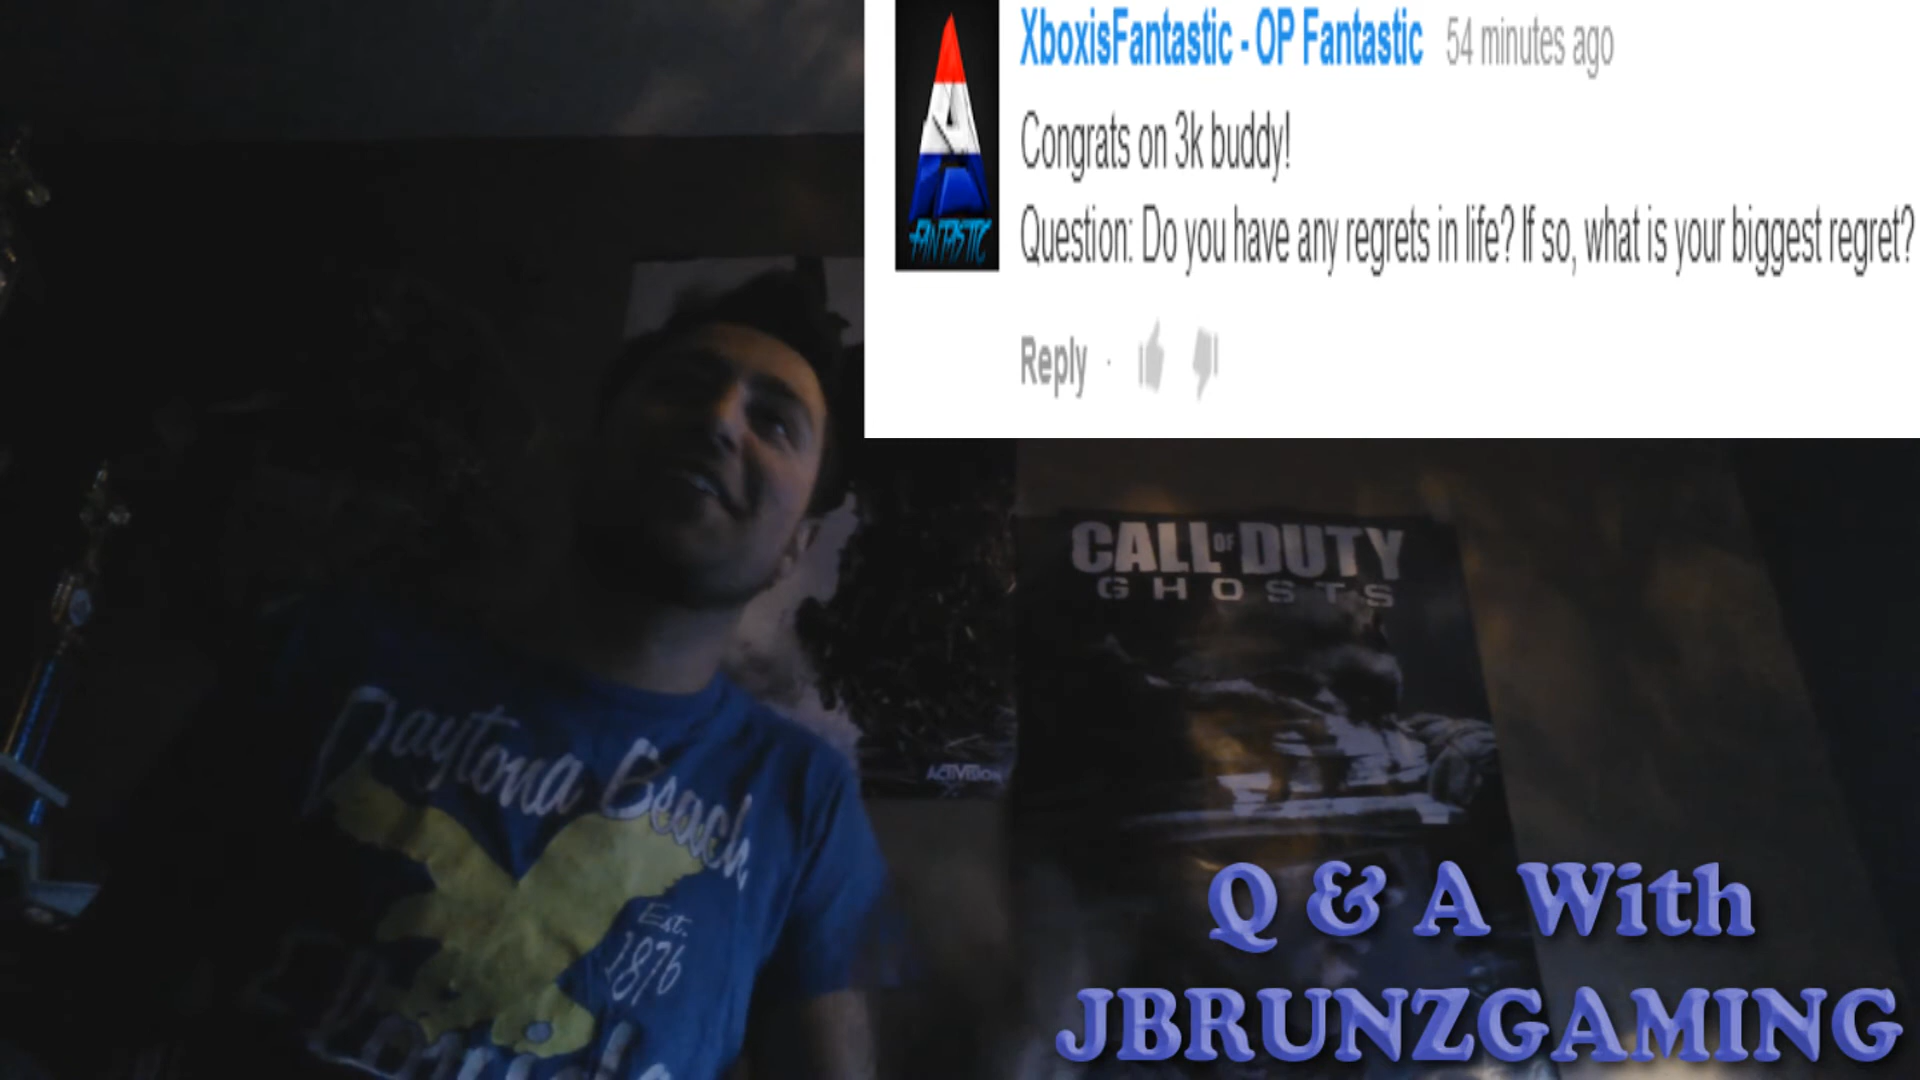 XboxisFantastic - OP Fantastic 54 minutes ago
Congrats on 3k buddy!
Question: Do you have any regrets in life? If so, what is your biggest regret?
Reply ·
FANTASTIC
CALL OF DUTY
GHOSTS
ACTIVISION
Daytona Beach
Est.
1876
Q & A With
JBRUNZGAMING